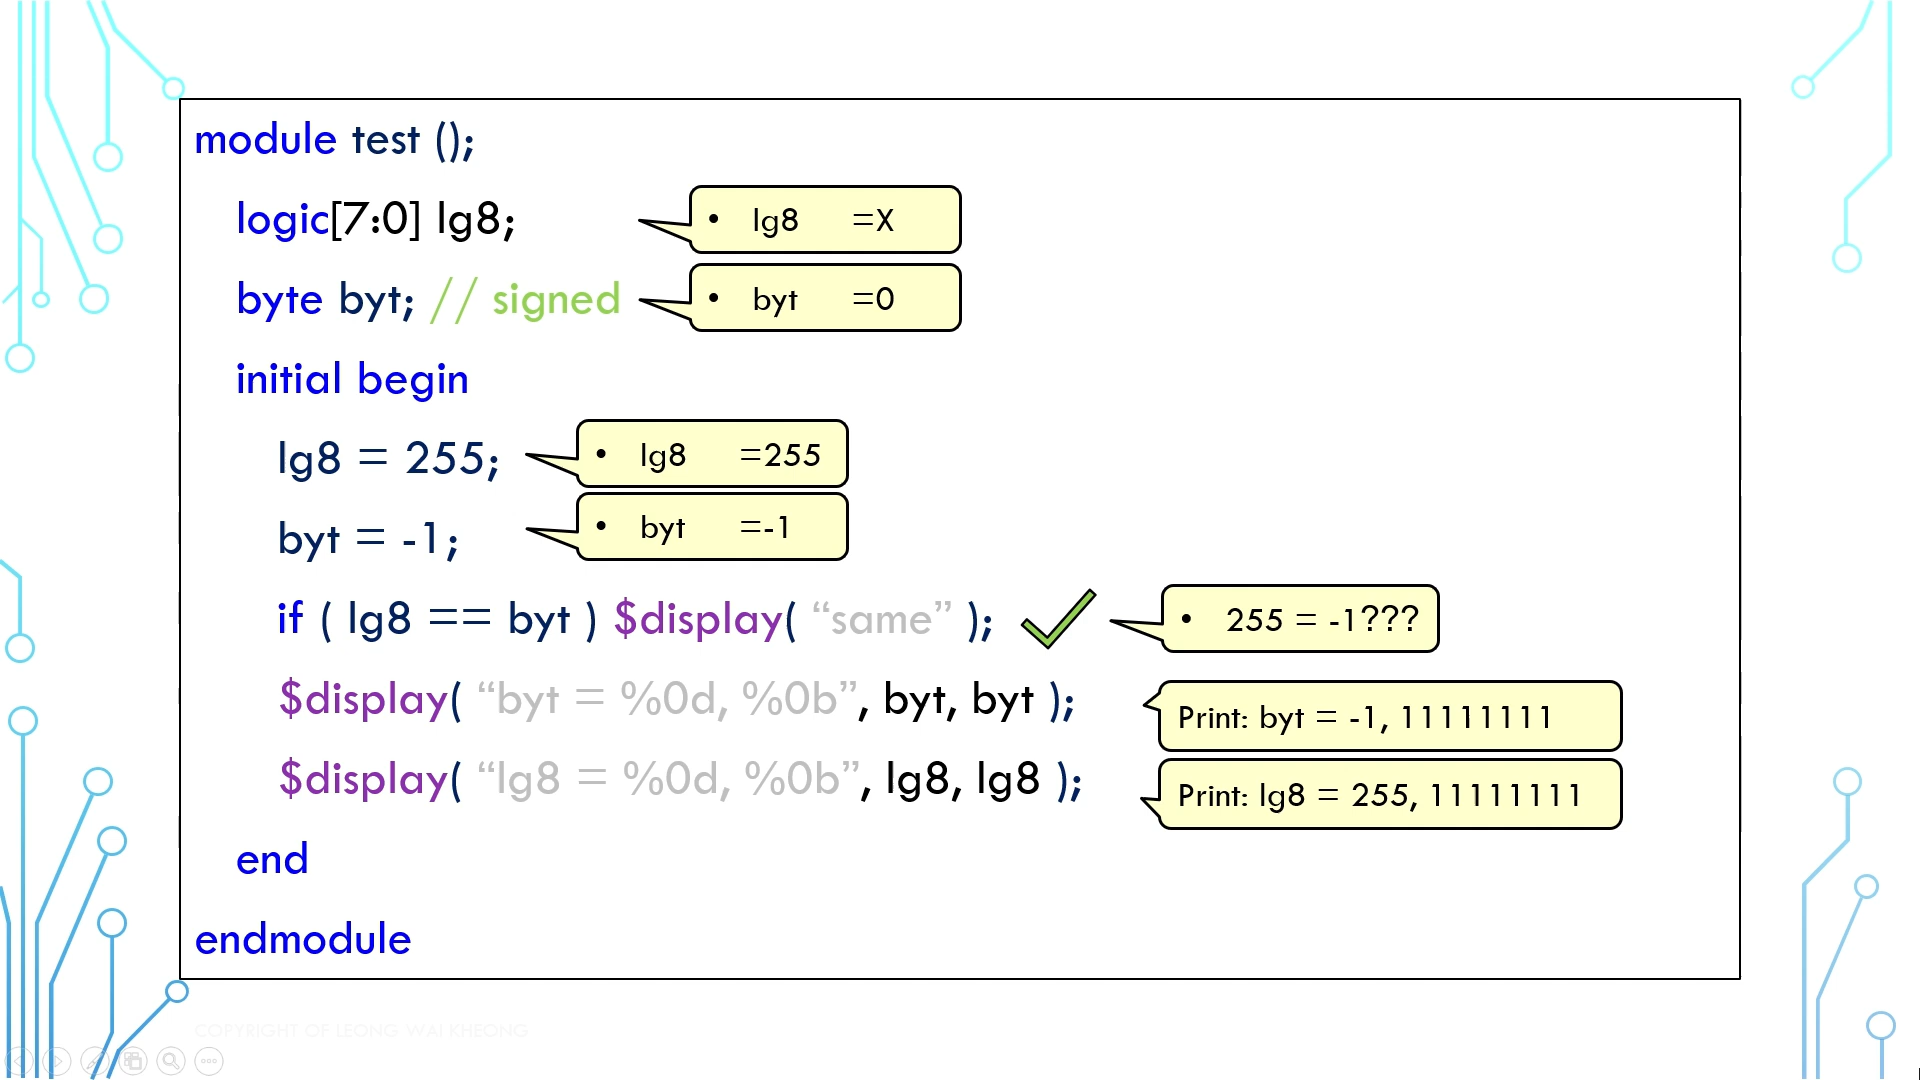 module test ();
logic[7:0] lg8;
• lg8 =X
byte byt; // signed
• byt =0
initial begin
lg8 = 255;
• lg8 =255
byt = -1;
• byt =-1
if ( lg8 == byt ) $display( “same” );
• 255 = -1???
$display( “byt = %0d, %0b”, byt, byt );
Print: byt = -1, 11111111
$display( “lg8 = %0d, %0b”, lg8, lg8 );
Print: lg8 = 255, 11111111
end
endmodule
COPYRIGHT OF LEONG WAI KHEONG